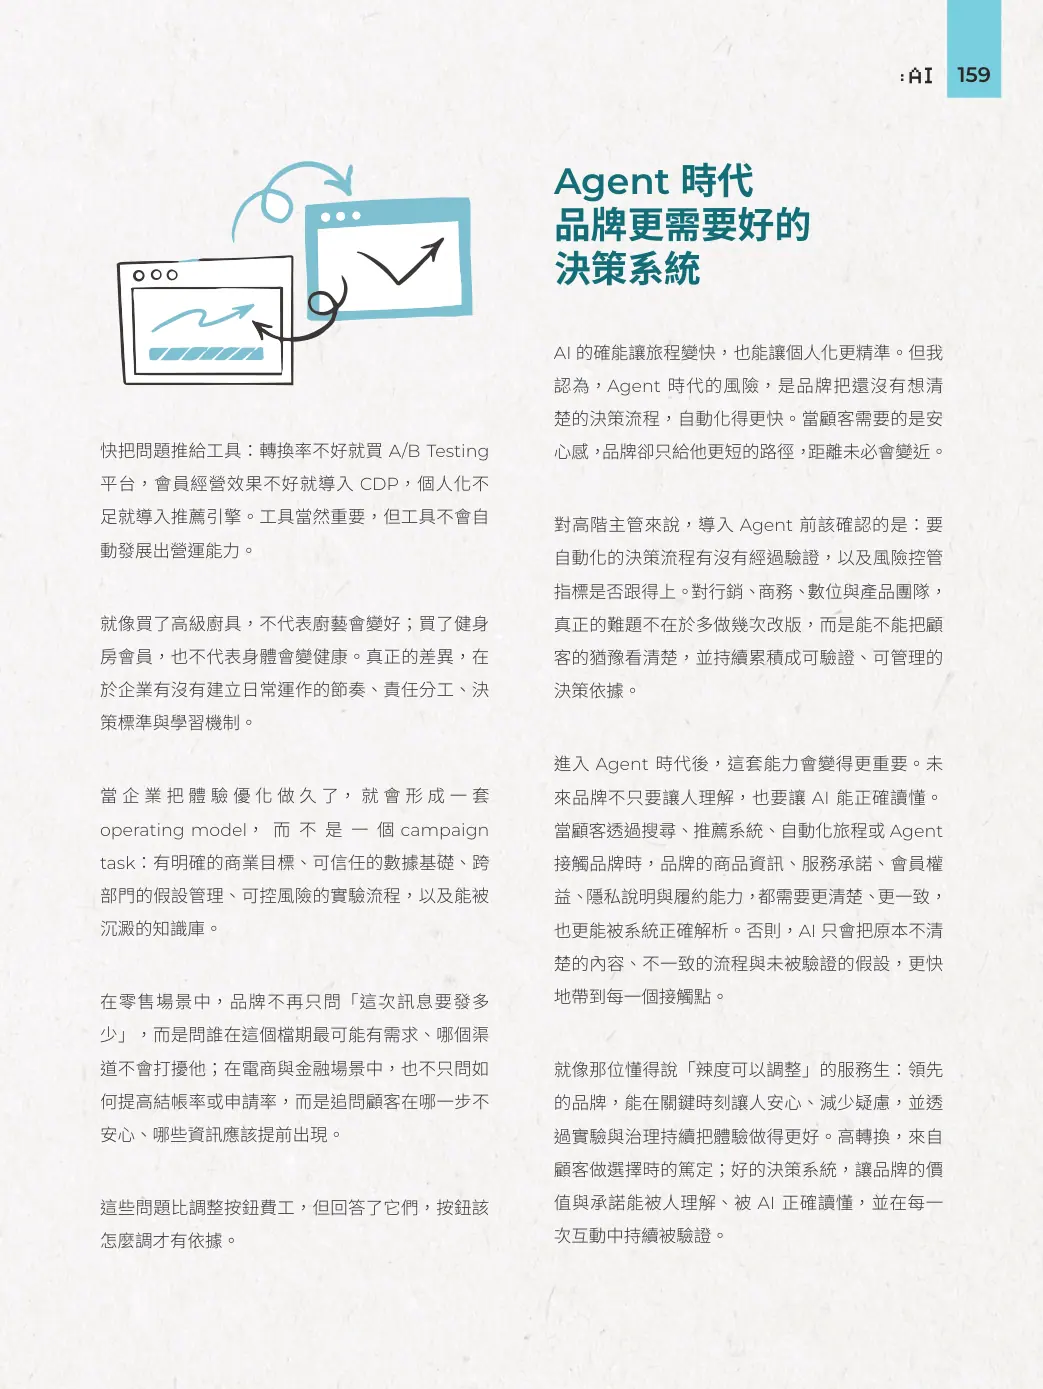 :AI 159
快把問題推給工具：轉換率不好就買 A/B Testing
平台，會員經營效果不好就導入 CDP，個人化不
足就導入推薦引擎。工具當然重要，但工具不會自
動發展出營運能力。
就像買了高級廚具，不代表廚藝會變好；買了健身
房會員，也不代表身體會變健康。真正的差異，在
於企業有沒有建立日常運作的節奏、責任分工、決
策標準與學習機制。
當企業把體驗優化做久了，就會形成一套
operating model，而不是一個 campaign
task：有明確的商業目標、可信任的數據基礎、跨
部門的假設管理、可控風險的實驗流程，以及能被
沉澱的知識庫。
在零售場景中，品牌不再只問「這次訊息要發多
少」，而是問誰在這個檔期最可能有需求、哪個渠
道不會打擾他；在電商與金融場景中，也不只問如
何提高結帳率或申請率，而是追問顧客在哪一步不
安心、哪些資訊應該提前出現。
這些問題比調整按鈕費工，但回答了它們，按鈕該
怎麼調才有依據。
Agent 時代
品牌更需要好的
決策系統
AI 的確能讓旅程變快，也能讓個人化更精準。但我
認為，Agent 時代的風險，是品牌把還沒有想清
楚的決策流程，自動化得更快。當顧客需要的是安
心感，品牌卻只給他更短的路徑，距離未必會變近。
對高階主管來說，導入 Agent 前該確認的是：要
自動化的決策流程有沒有經過驗證，以及風險控管
指標是否跟得上。對行銷、商務、數位與產品團隊，
真正的難題不在於多做幾次改版，而是能不能把顧
客的猶豫看清楚，並持續累積成可驗證、可管理的
決策依據。
進入 Agent 時代後，這套能力會變得更重要。未
來品牌不只要讓人理解，也要讓 AI 能正確讀懂。
當顧客透過搜尋、推薦系統、自動化旅程或 Agent
接觸品牌時，品牌的商品資訊、服務承諾、會員權
益、隱私說明與履約能力，都需要更清楚、更一致，
也更能被系統正確解析。否則，AI 只會把原本不清
楚的內容、不一致的流程與未被驗證的假設，更快
地帶到每一個接觸點。
就像那位懂得說「辣度可以調整」的服務生：領先
的品牌，能在關鍵時刻讓人安心、減少疑慮，並透
過實驗與治理持續把體驗做得更好。高轉換，來自
顧客做選擇時的篤定；好的決策系統，讓品牌的價
值與承諾能被人理解、被 AI 正確讀懂，並在每一
次互動中持續被驗證。